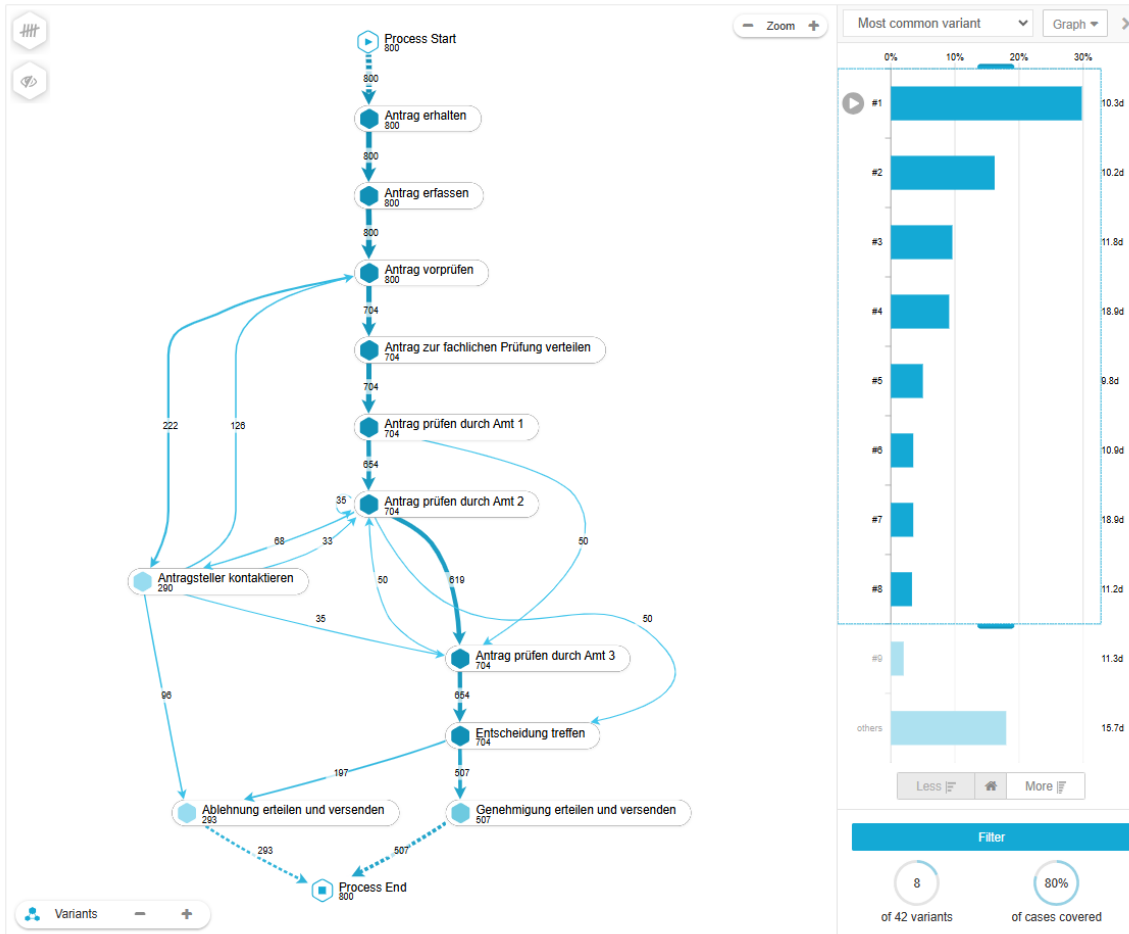 Process Start
800
800
Antrag erhalten
800
800
Antrag erfassen
800
800
Antrag vorprüfen
800
704
Antrag zur fachlichen Prüfung verteilen
704
704
222
126
Antrag prüfen durch Amt 1
704
654
Antrag prüfen durch Amt 2
704
35
68
33
50
619
50
50
Antragsteller kontaktieren
290
35
Antrag prüfen durch Amt 3
704
96
654
Entscheidung treffen
704
197
507
Ablehnung erteilen und versenden
293
Genehmigung erteilen und versenden
507
293
507
Process End
800
Variants − +
− Zoom +
Most common variant
Graph
0% 10% 20% 30%
#1 10.3d
#2 10.2d
#3 11.8d
#4 18.9d
#5 9.8d
#6 10.9d
#7 18.9d
#8 11.2d
#9 11.3d
others 15.7d
Less More
Filter
8 80%
of 42 variants of cases covered